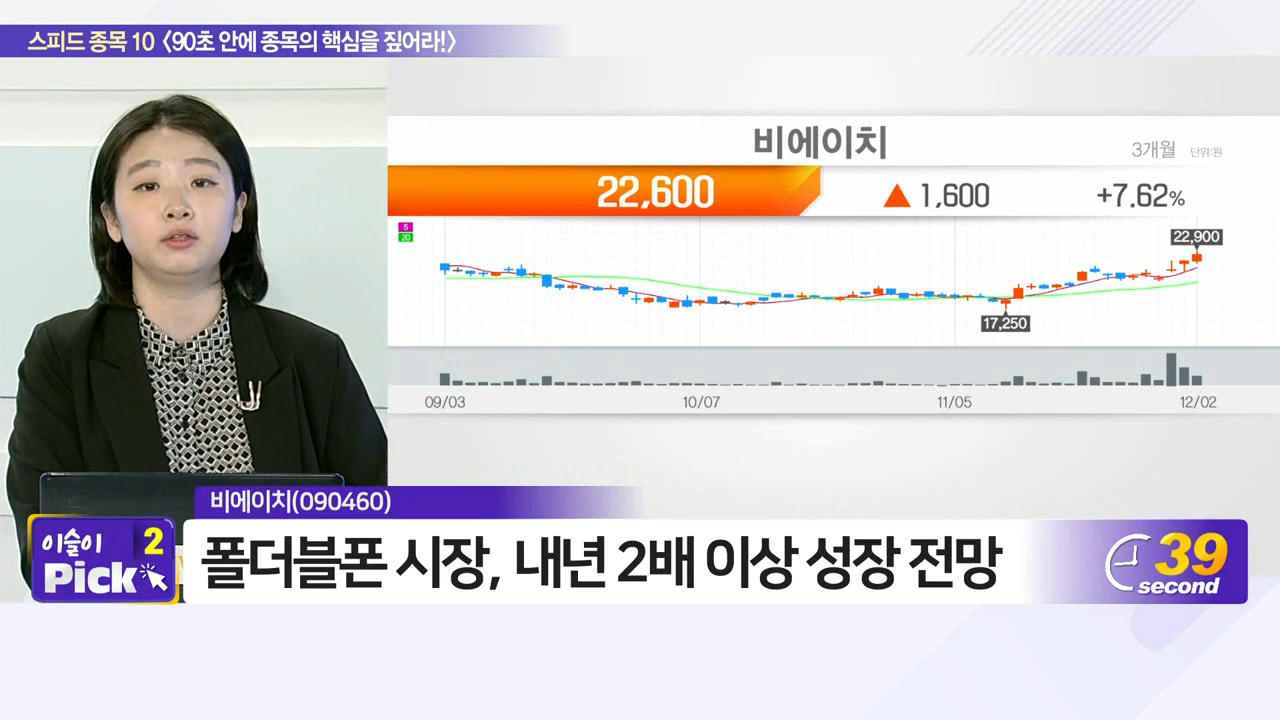 스피드 종목 10 〈90초 안에 종목의 핵심을 짚어라!〉
비에이치
3개월 단위:원
22,600 ▲ 1,600 +7.62%
5
20
22,900
17,250
09/03 10/07 11/05 12/02
비에이치(090460)
이슬이 2
Pick
폴더블폰 시장, 내년 2배 이상 성장 전망
39
second